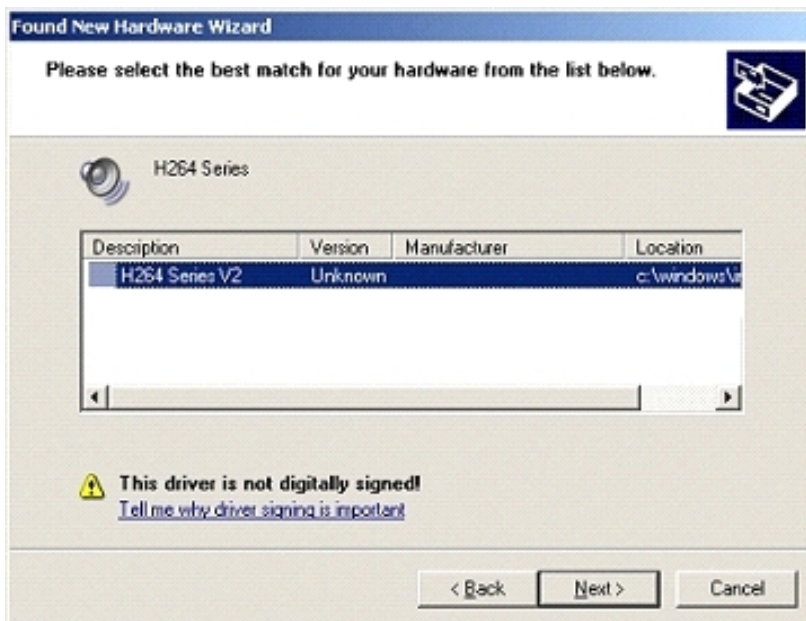 Found New Hardware Wizard
Please select the best match for your hardware from the list below.
H264 Series
Description Version Manufacturer Location
H264 Series V2 Unknown c:\windows\in
This driver is not digitally signed!
Tell me why driver signing is important
< Back Next > Cancel